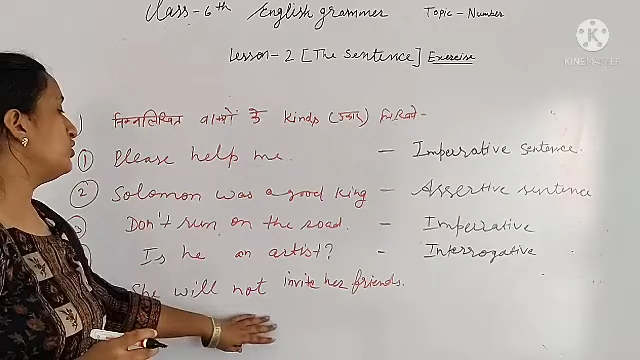 Class-6th English grammer Topic-Number
KINEMASTER
Lesson-2 [The Sentence] Exercise
निम्नलिखित वाक्यों के Kinds (प्रकार) लिखिये-
① Please help me. - Imperative sentence.
② Solomon was a good King - Assertive sentence
Don't run on the road. - Imperative
Is he an artist? - Interrogative
She will not invite her friends.